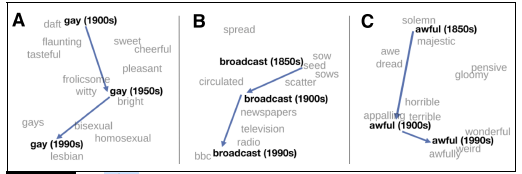 A
gay (1900s)
daft
flaunting
sweet
tasteful
cheerful
pleasant
frolicsome
witty
gay (1950s)
bright
gays
bisexual
homosexual
gay (1990s)
lesbian
B
spread
broadcast (1850s)
sow
seed
sows
circulated
scatter
broadcast (1900s)
newspapers
television
radio
bbc
broadcast (1990s)
C
solemn
awful (1850s)
majestic
awe
dread
pensive
gloomy
horrible
appalling
terrible
awful (1900s)
wonderful
awful (1990s)
weird
awfully